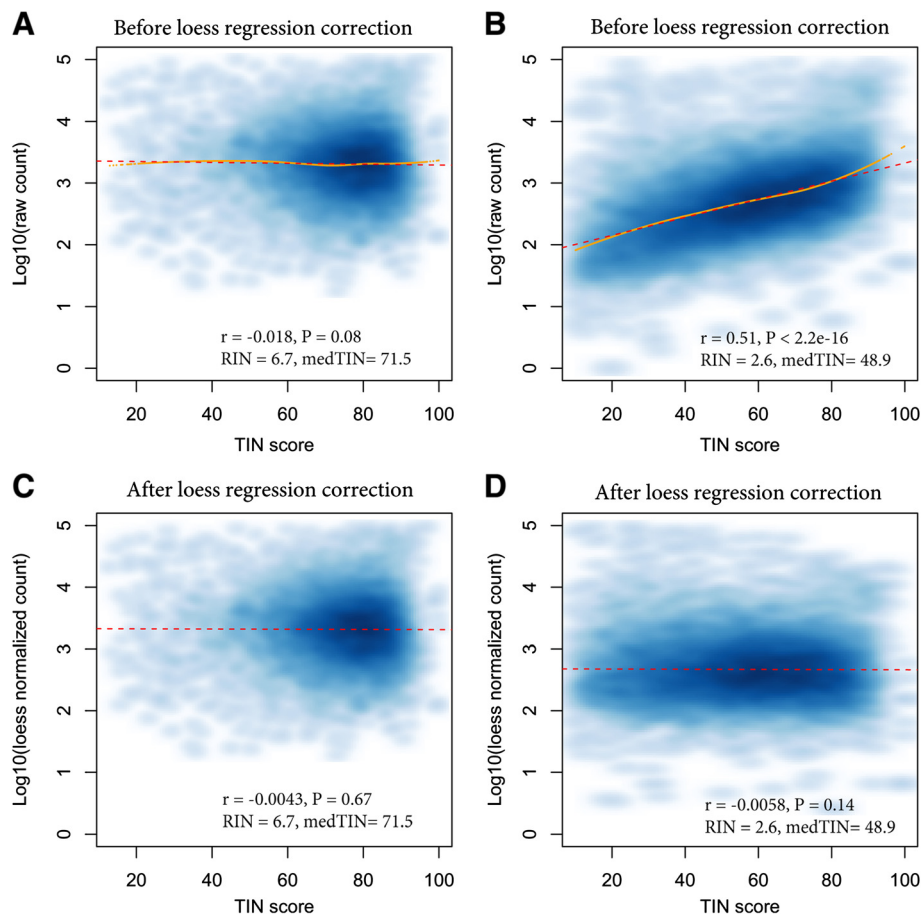 A
Before loess regression correction
Log10(raw count)
5
4
3
2
1
0
r = -0.018, P = 0.08
RIN = 6.7, medTIN= 71.5
20 40 60 80 100
TIN score
B
Before loess regression correction
Log10(raw count)
5
4
3
2
1
0
r = 0.51, P < 2.2e-16
RIN = 2.6, medTIN= 48.9
20 40 60 80 100
TIN score
C
After loess regression correction
Log10(loess normalized count)
5
4
3
2
1
0
r = -0.0043, P = 0.67
RIN = 6.7, medTIN= 71.5
20 40 60 80 100
TIN score
D
After loess regression correction
Log10(loess normalized count)
5
4
3
2
1
0
r = -0.0058, P = 0.14
RIN = 2.6, medTIN= 48.9
20 40 60 80 100
TIN score